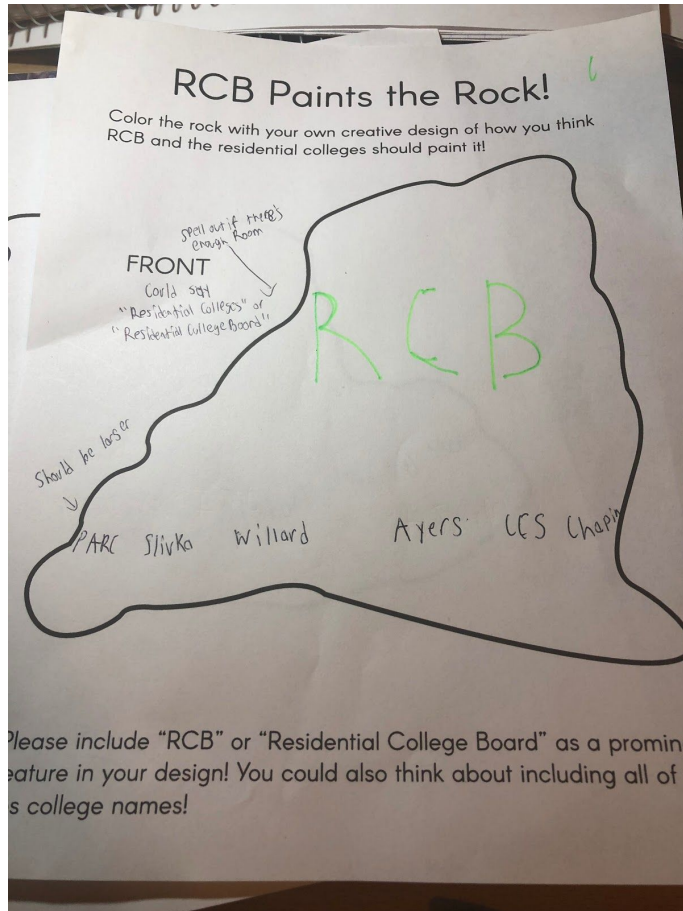 RCB Paints the Rock!
Color the rock with your own creative design of how you think
RCB and the residential colleges should paint it!
spell out if there's
enough Room
FRONT
Could say
"Residential Colleges" or
"Residential College Board"
R C B
Should be larger
PARC Slivka Willard Ayers CCS Chapin
Please include “RCB” or “Residential College Board” as a promin
eature in your design! You could also think about including all of
s college names!